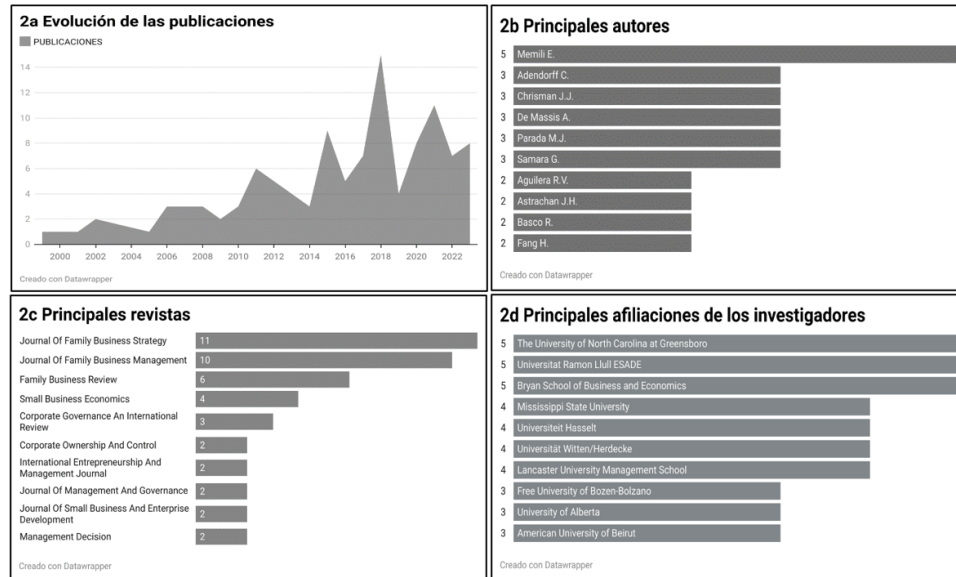 2a Evolución de las publicaciones
PUBLICACIONES
14
12
10
8
6
4
2
0
2000 2002 2004 2006 2008 2010 2012 2014 2016 2018 2020 2022
Creado con Datawrapper
2b Principales autores
5 Memili E.
3 Adendorff C.
3 Chrisman J.J.
3 De Massis A.
3 Parada M.J.
3 Samara G.
2 Aguilera R.V.
2 Astrachan J.H.
2 Basco R.
2 Fang H.
Creado con Datawrapper
2c Principales revistas
Journal Of Family Business Strategy 11
Journal Of Family Business Management 10
Family Business Review 6
Small Business Economics 4
Corporate Governance An International
Review 3
Corporate Ownership And Control 2
International Entrepreneurship And
Management Journal 2
Journal Of Management And Governance 2
Journal Of Small Business And Enterprise
Development 2
Management Decision 2
Creado con Datawrapper
2d Principales afiliaciones de los investigadores
5 The University of North Carolina at Greensboro
5 Universitat Ramon Llull ESADE
5 Bryan School of Business and Economics
4 Mississippi State University
4 Universiteit Hasselt
4 Universität Witten/Herdecke
4 Lancaster University Management School
3 Free University of Bozen-Bolzano
3 University of Alberta
3 American University of Beirut
Creado con Datawrapper